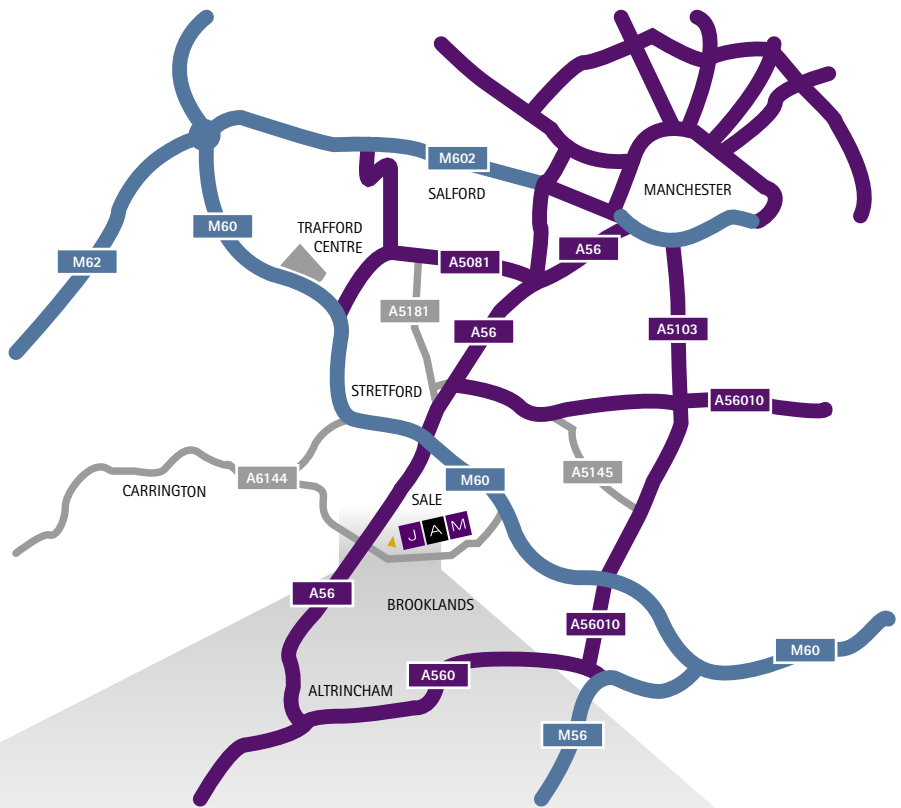 M602
SALFORD
MANCHESTER
M60
TRAFFORD
CENTRE
A56
M62
A5081
A5181
A56
A5103
STRETFORD
A56010
A6144
CARRINGTON
M60
A5145
SALE
JAM
A56
BROOKLANDS
A56010
M60
A560
ALTRINCHAM
M56